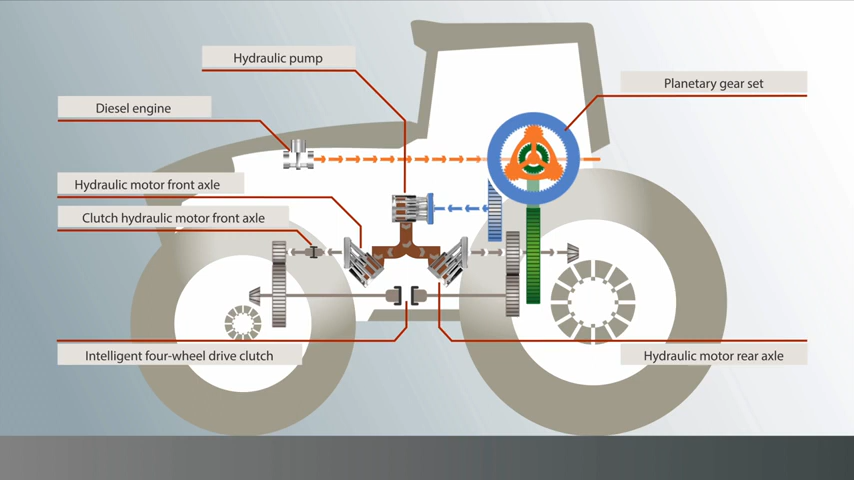 Hydraulic pump
Planetary gear set
Diesel engine
Hydraulic motor front axle
Clutch hydraulic motor front axle
Intelligent four-wheel drive clutch
Hydraulic motor rear axle